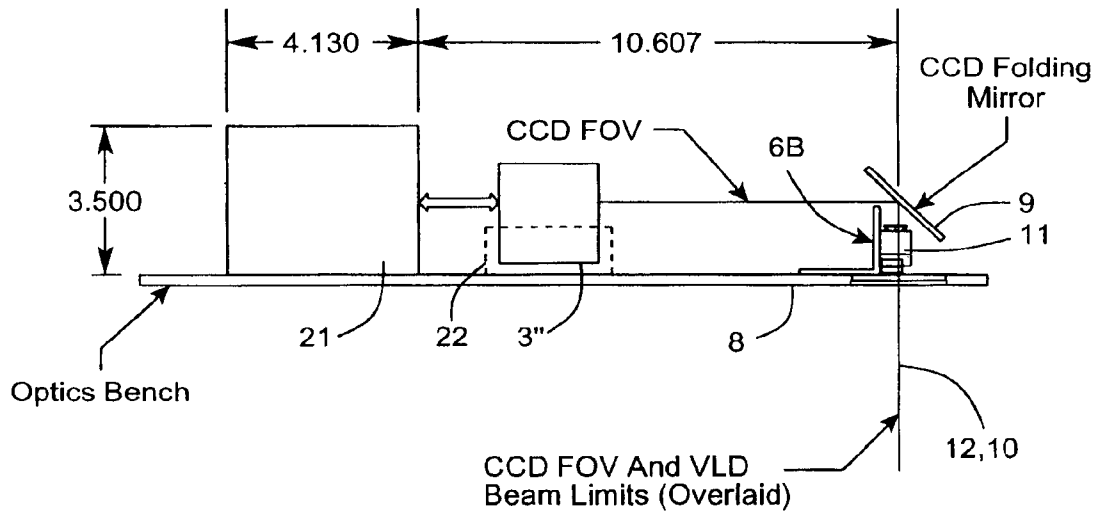 4.130
10.607
CCD Folding
Mirror
CCD FOV
6B
3.500
9
11
21
22
3"
8
Optics Bench
12,10
CCD FOV And VLD
Beam Limits (Overlaid)